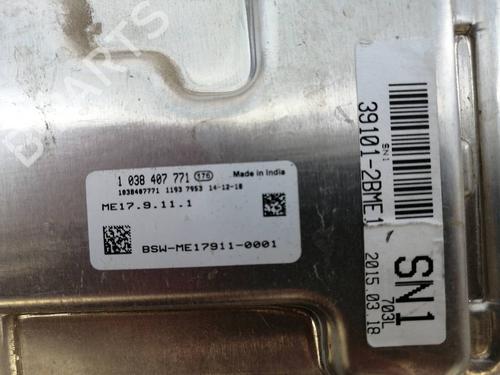 1 038 407 771 176 Made in India
1038407771 1193 7953 14-12-18
ME17.9.11.1
BSW-ME17911-0001
39101-2BME1
SN1
SN1
703L
2015.03.18